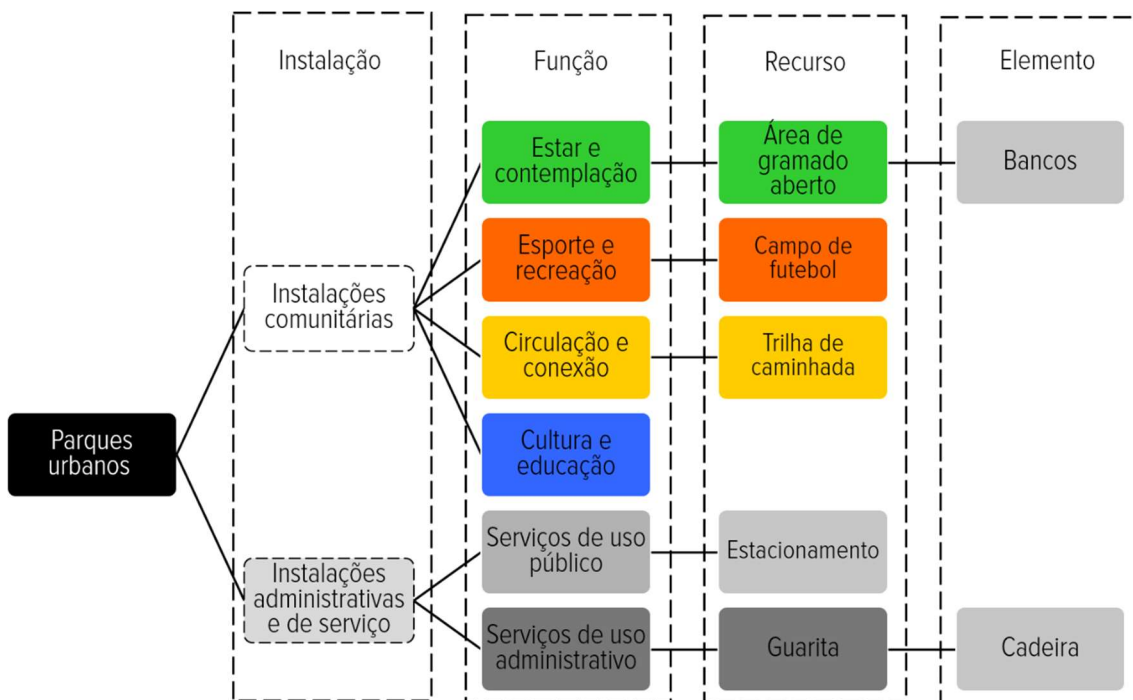 Instalação
Função
Recurso
Elemento
Estar e
contemplação
Área de
gramado
aberto
Bancos
Esporte e
recreação
Campo de
futebol
Instalações
comunitárias
Circulação e
conexão
Trilha de
caminhada
Parques
urbanos
Cultura e
educação
Serviços de uso
público
Estacionamento
Instalações
administrativas
e de serviço
Serviços de uso
administrativo
Guarita
Cadeira